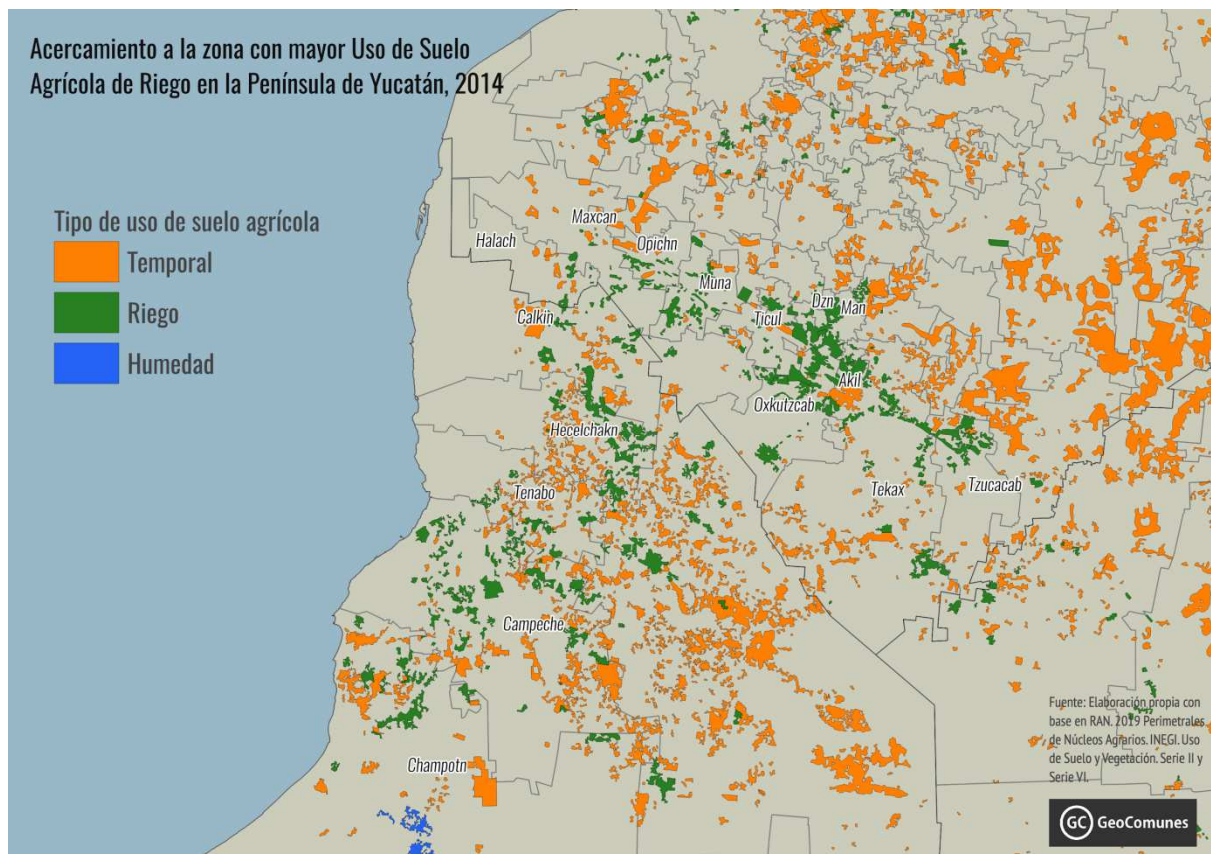 Acercamiento a la zona con mayor Uso de Suelo
Agrícola de Riego en la Península de Yucatán, 2014
Tipo de uso de suelo agrícola
Temporal
Riego
Humedad
Maxcan
Halach
Opichn
Muna
Dzn
Man
Calkin
Ticul
Akil
Oxkutzcab
Hecelchakn
Tenabo
Tekax
Tzucacab
Campeche
Champotn
Fuente: Elaboración propia con
base en RAN. 2019 Perimetrales
de Núcleos Agrarios. INEGI. Uso
de Suelo y Vegetación. Serie II y
Serie VI.
GC GeoComunes